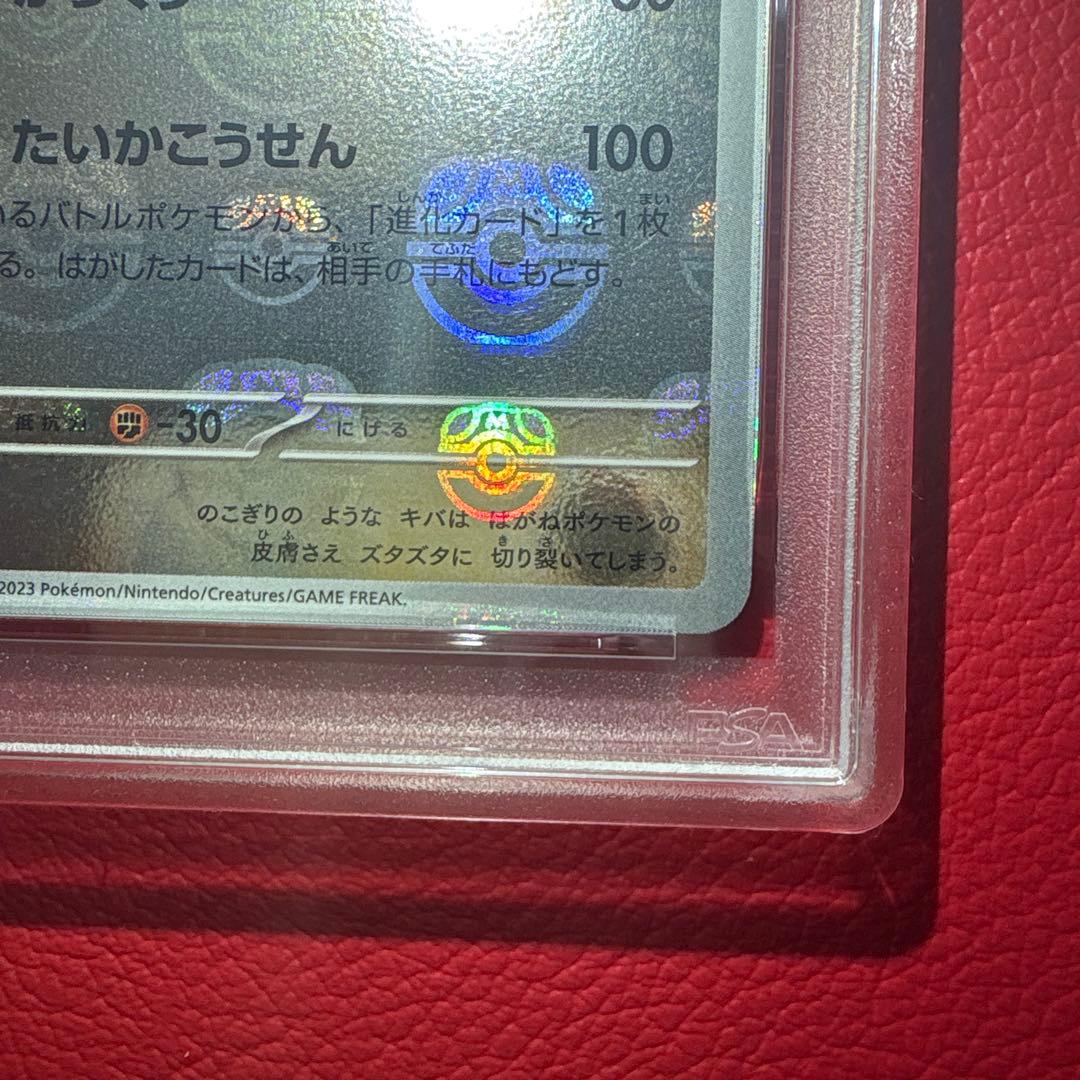 たいかこうせん 100
いるバトルポケモンから、「進化カード」を1枚
る。はがしたカードは、相手の手札にもどす。
抵抗力 -30 にげる
のこぎりの ような キバは はがねポケモンの
皮膚さえ ズタズタに 切り裂いてしまう。
2023 Pokémon/Nintendo/Creatures/GAME FREAK.
PSA